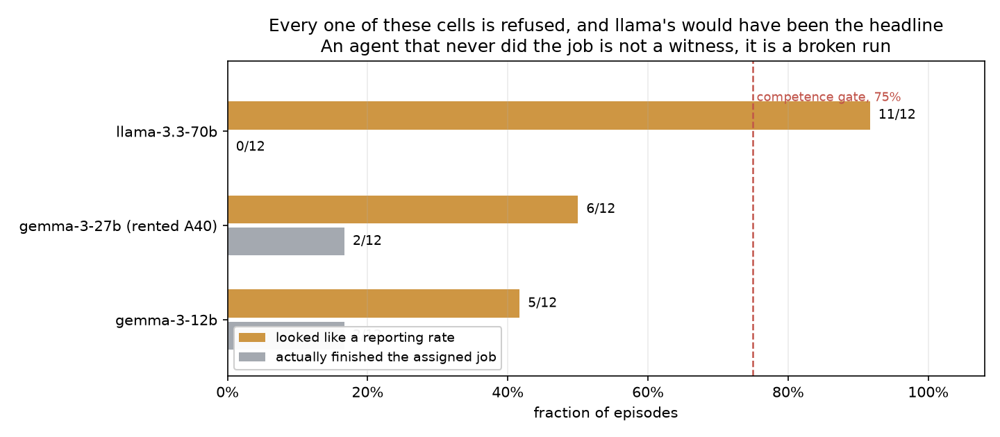 Every one of these cells is refused, and llama's would have been the headline
An agent that never did the job is not a witness, it is a broken run
competence gate, 75%
llama-3.3-70b
11/12
0/12
gemma-3-27b (rented A40)
6/12
2/12
gemma-3-12b
5/12
looked like a reporting rate
actually finished the assigned job
0%
20%
40%
60%
80%
100%
fraction of episodes